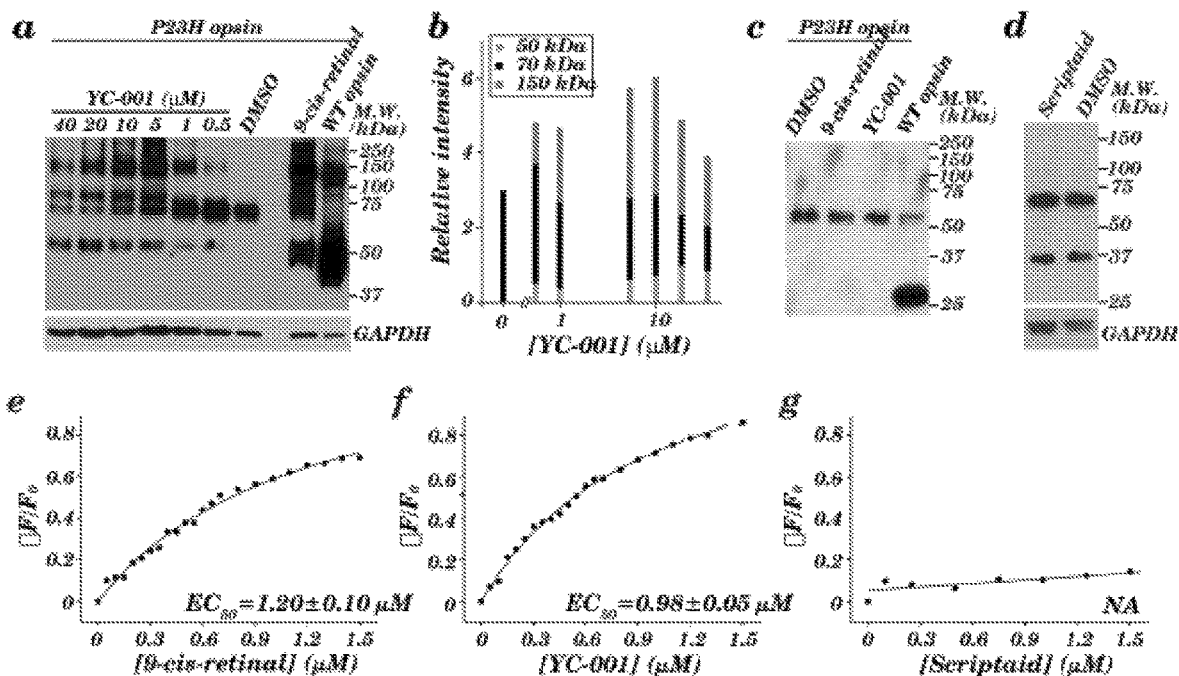 a
P23H opsin
YC-001 (µM)
40 20 10 5 1 0.5 DMSO 9-cis-retinal WT opsin M.W. (kDa)
250
150
100
75
50
37
GAPDH
b
50 kDa
70 kDa
150 kDa
Relative intensity
6
4
2
0
0 1 10
[YC-001] (µM)
c
P23H opsin
DMSO 9-cis-retinal YC-001 WT opsin M.W. (kDa)
250
150
100
75
50
37
25
d
Scriptaid DMSO M.W. (kDa)
150
100
75
50
37
25
GAPDH
e
0.8
0.6
0.4
0.2
0
F/F₀
EC₅₀=1.20±0.10 µM
0 0.3 0.6 0.9 1.2 1.5
[9-cis-retinal] (µM)
f
0.8
0.6
0.4
0.2
0
F/F₀
EC₅₀=0.98±0.05 µM
0 0.3 0.6 0.9 1.2 1.5
[YC-001] (µM)
g
0.8
0.6
0.4
0.2
0
F/F₀
NA
0 0.3 0.6 0.9 1.2 1.5
[Scriptaid] (µM)